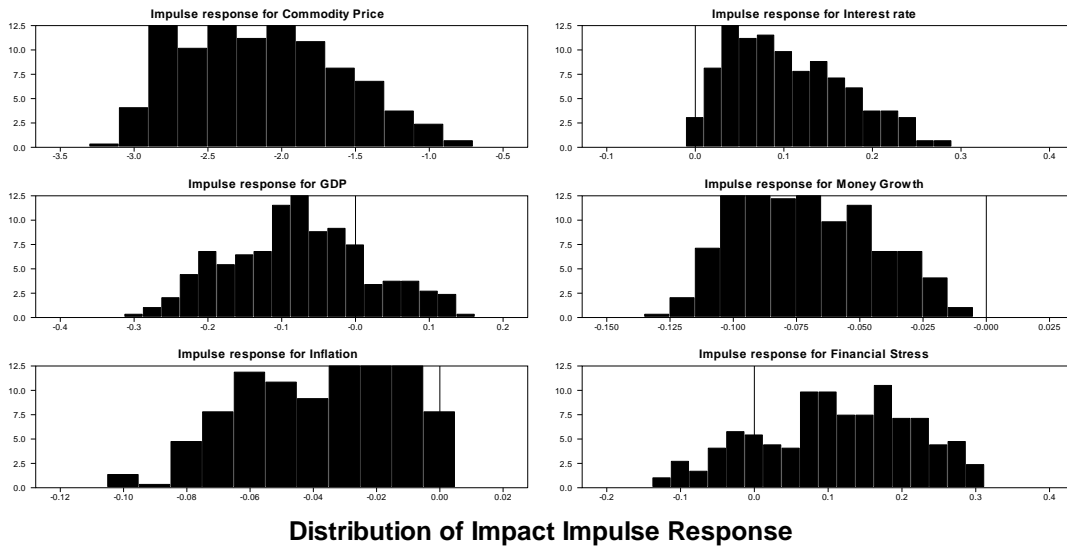 Impulse response for Commodity Price
12.5
10.0
7.5
5.0
2.5
0.0
-3.5 -3.0 -2.5 -2.0 -1.5 -1.0 -0.5
Impulse response for Interest rate
12.5
10.0
7.5
5.0
2.5
0.0
-0.1 0.0 0.1 0.2 0.3 0.4
Impulse response for GDP
12.5
10.0
7.5
5.0
2.5
0.0
-0.4 -0.3 -0.2 -0.1 -0.0 0.1 0.2
Impulse response for Money Growth
12.5
10.0
7.5
5.0
2.5
0.0
-0.150 -0.125 -0.100 -0.075 -0.050 -0.025 -0.000 0.025
Impulse response for Inflation
12.5
10.0
7.5
5.0
2.5
0.0
-0.12 -0.10 -0.08 -0.06 -0.04 -0.02 0.00 0.02
Impulse response for Financial Stress
12.5
10.0
7.5
5.0
2.5
0.0
-0.2 -0.1 0.0 0.1 0.2 0.3 0.4
Distribution of Impact Impulse Response